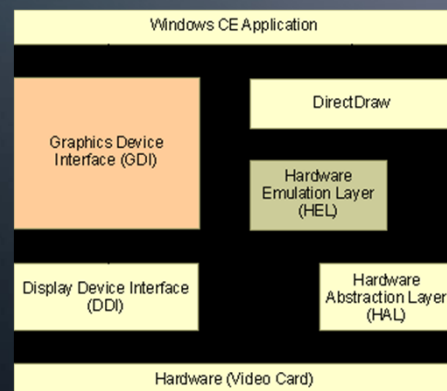 Windows CE Application
Graphics Device
Interface (GDI)
DirectDraw
Hardware
Emulation Layer
(HEL)
Display Device Interface
(DDI)
Hardware
Abstraction Layer
(HAL)
Hardware (Video Card)